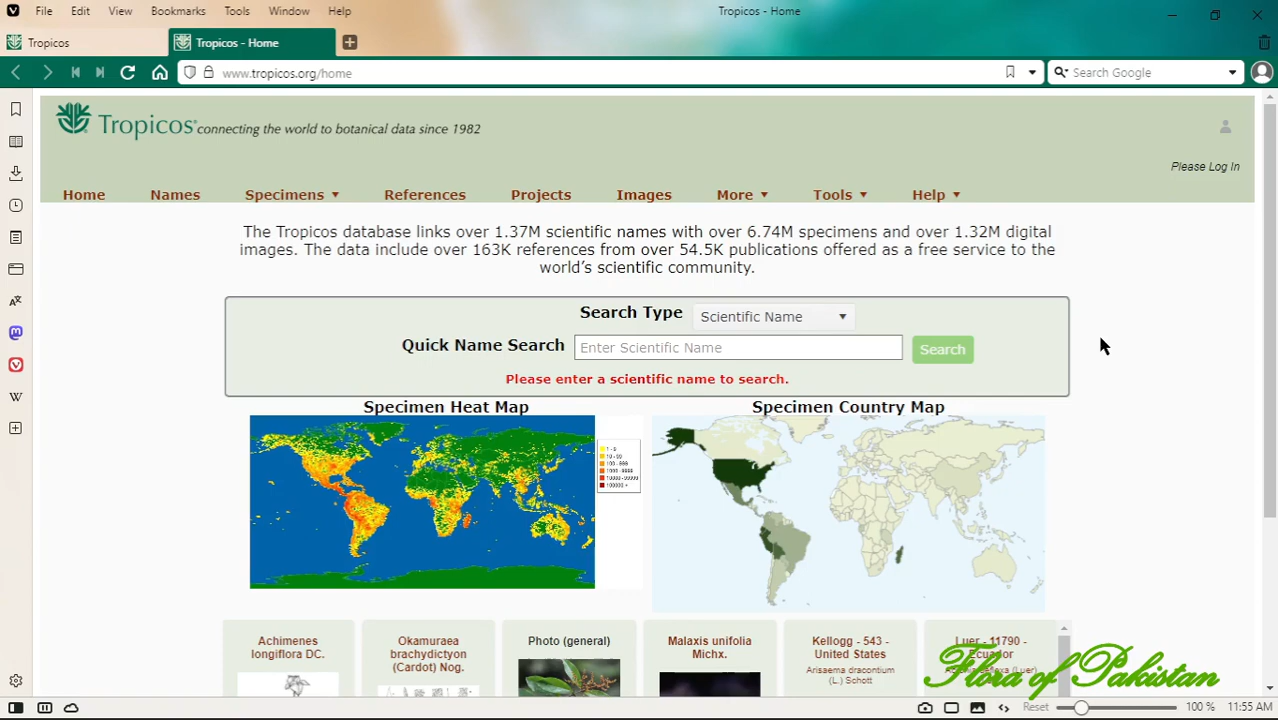 File Edit View Bookmarks Tools Window Help Tropicos - Home
Tropicos Tropicos - Home
www.tropicos.org/home Search Google
Tropicos® connecting the world to botanical data since 1982
Please Log In
Home Names Specimens References Projects Images More Tools Help
The Tropicos database links over 1.37M scientific names with over 6.74M specimens and over 1.32M digital
images. The data include over 163K references from over 54.5K publications offered as a free service to the
world's scientific community.
Search Type Scientific Name
Quick Name Search Enter Scientific Name Search
Please enter a scientific name to search.
Specimen Heat Map Specimen Country Map
Achimenes
longiflora DC.
Okamuraea
brachydictyon
(Cardot) Nog.
Photo (general)
Malaxis unifolia
Michx.
Kellogg - 543 -
United States
Arisaema dracontium
(L.) Schott
Luer - 11790 -
Ecuador
Flora of Pakistan
Reset 100 % 11:55 AM